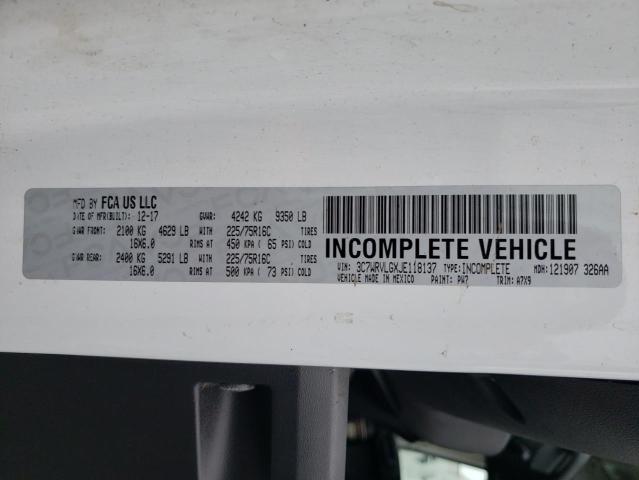 MFD BY FCA US LLC
DATE OF MFR(BUILT): 12-17 GVWR: 4242 KG 9350 LB
GAWR FRONT: 2100 KG 4629 LB WITH 225/75R16C TIRES
16X6.0 RIMS AT 450 KPA ( 65 PSI) COLD
GAWR REAR: 2400 KG 5291 LB WITH 225/75R16C TIRES
16X6.0 RIMS AT 500 KPA ( 73 PSI) COLD
INCOMPLETE VEHICLE
VIN: 3C7WRVLGXJE118137 TYPE:INCOMPLETE MDH:121907 326AA
VEHICLE MADE IN MEXICO PAINT: PW7 TRIM: A7X9